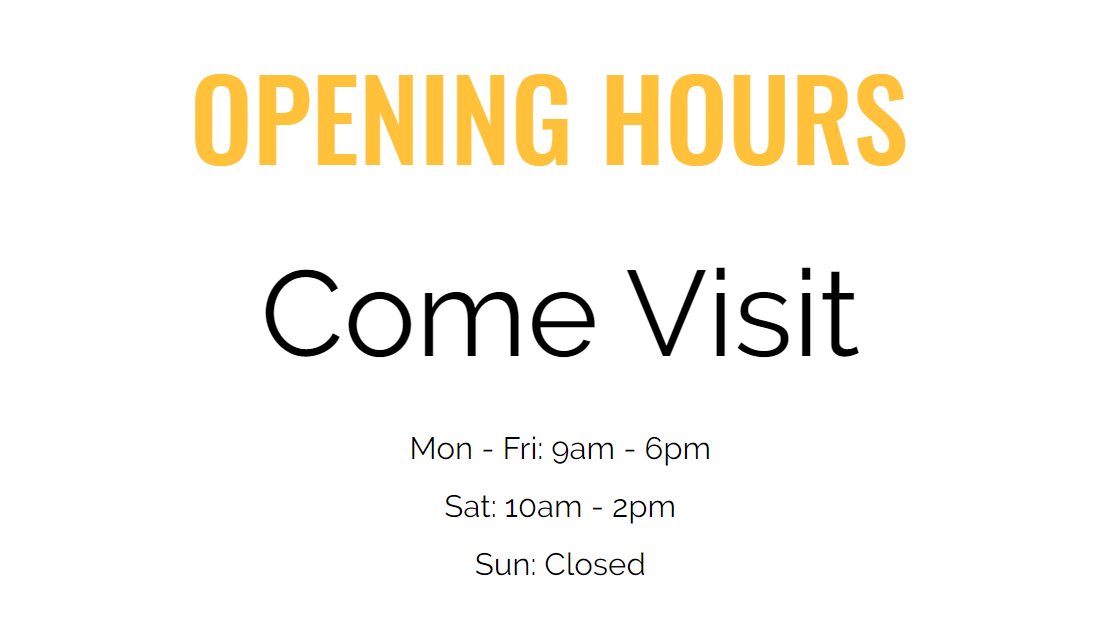 OPENING HOURS
Come Visit
Mon - Fri: 9am - 6pm
Sat: 10am - 2pm
Sun: Closed